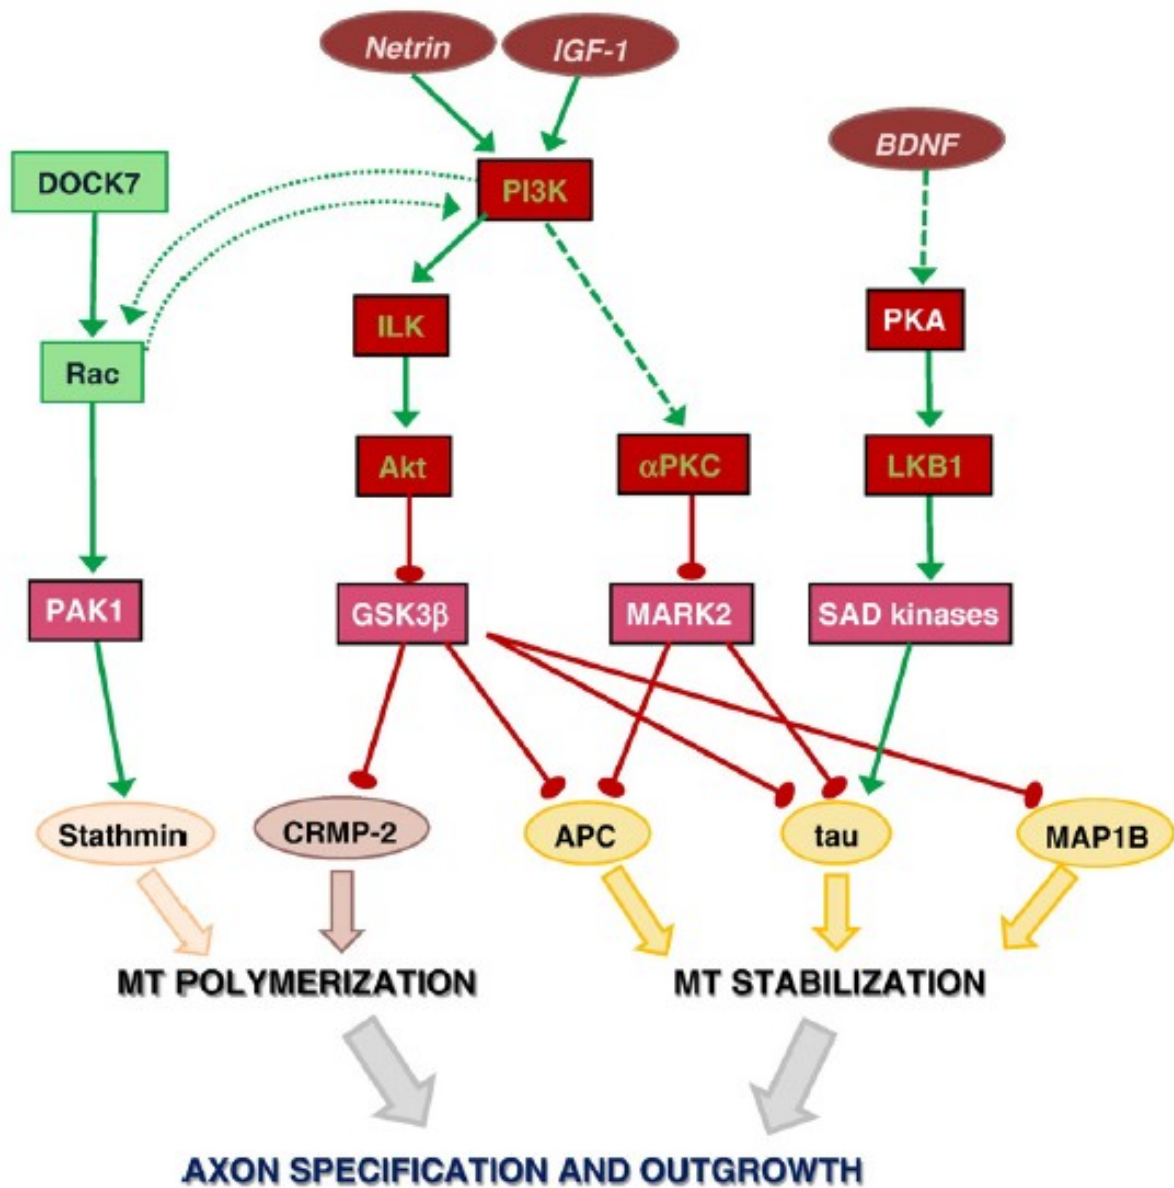 Netrin
IGF-1
BDNF
DOCK7
PI3K
ILK
PKA
Rac
Akt
αPKC
LKB1
PAK1
GSK3β
MARK2
SAD kinases
Stathmin
CRMP-2
APC
tau
MAP1B
MT POLYMERIZATION
MT STABILIZATION
AXON SPECIFICATION AND OUTGROWTH